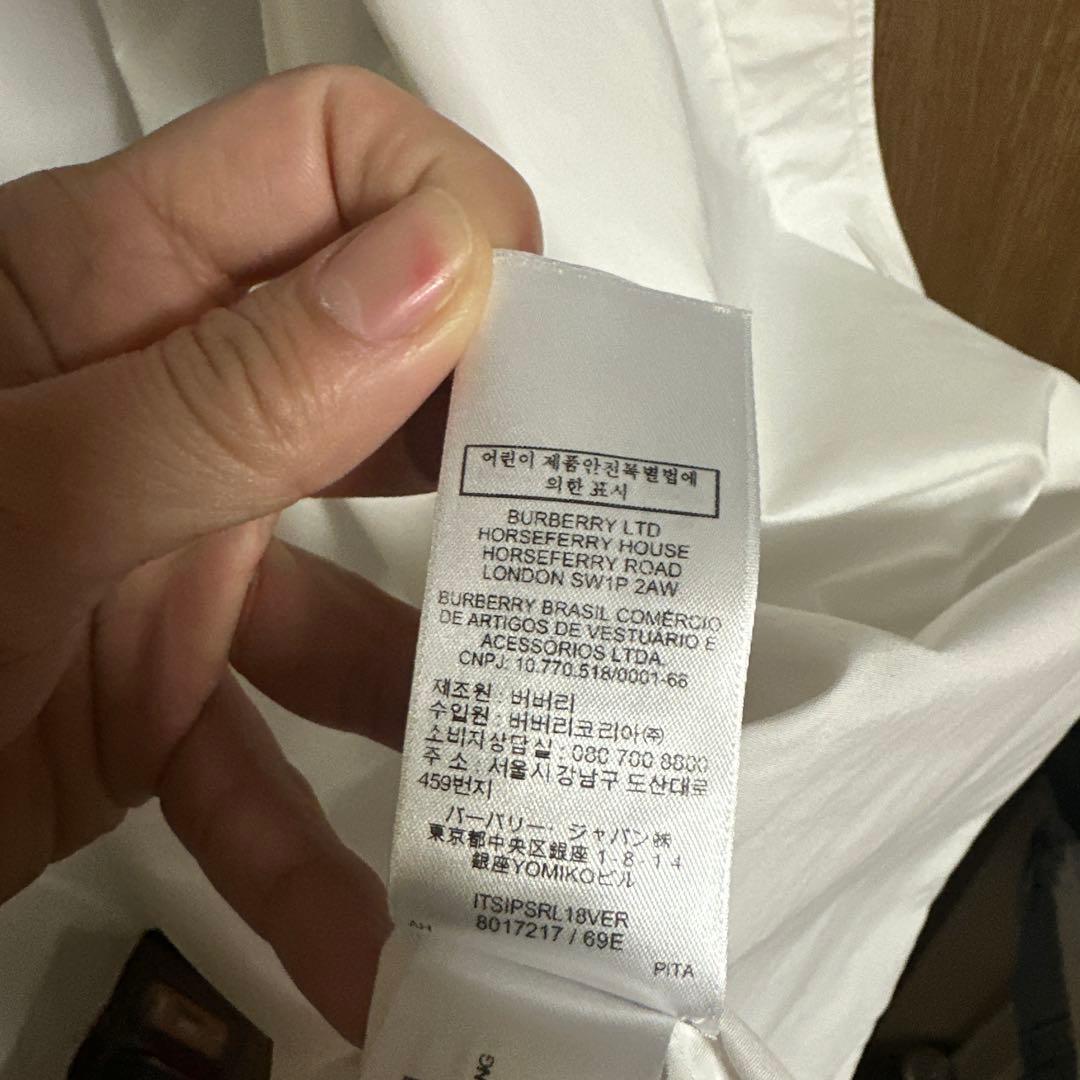 어린이 제품안전특별법에
의한 표시
BURBERRY LTD
HORSEFERRY HOUSE
HORSEFERRY ROAD
LONDON SW1P 2AW
BURBERRY BRASIL COMÉRCIO
DE ARTIGOS DE VESTUÁRIO E
ACESSÓRIOS LTDA.
CNPJ: 10.770.518/0001-66
제조원 : 버버리
수입원 : 버버리코리아㈜
소비자상담실 : 080 700 8800
주 소 : 서울시 강남구 도산대로
459번지
バーバリー・ジャパン㈱
東京都中央区銀座 1-8-14
銀座YOMIKOビル
ITSIPSRL18VER
AH
8017217 / 69E
PITA